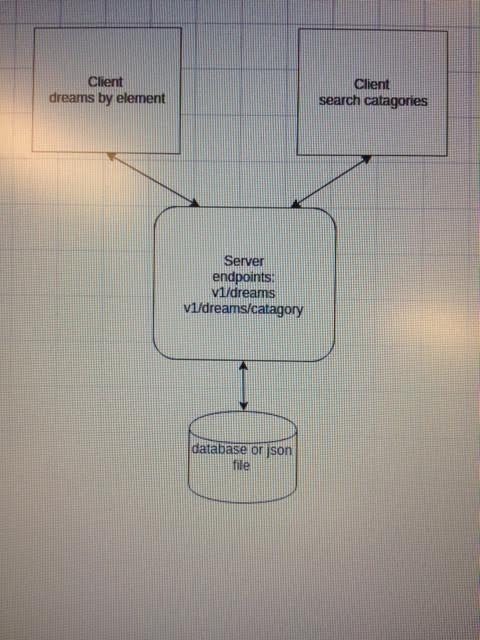 Client
dreams by element
Client
search catagories
Server
endpoints:
v1/dreams
v1/dreams/catagory
database or json
file